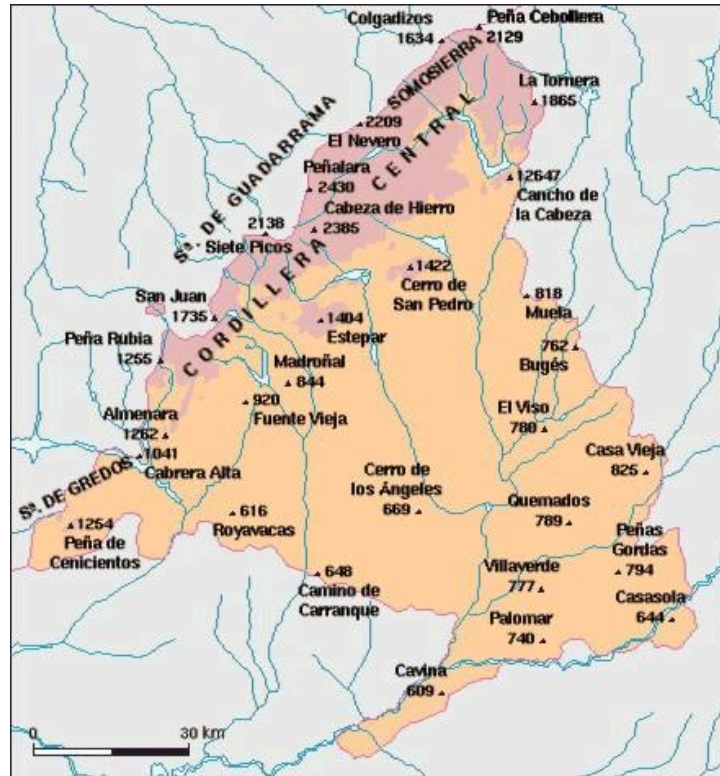 Colgadizos
1634
Peña Cebollera
2129
SOMOSIERRA
La Tornera
1865
2209
El Nevero
Sª. DE GUADARRAMA
CORDILLERA CENTRAL
Peñalara
2430
12647
Cancho de
la Cabeza
Cabeza de Hierro
2385
2138
Siete Picos
1422
Cerro de
San Pedro
San Juan
1735
818
Muela
1404
Estepar
Peña Rubia
1255
762
Bugés
Madroñal
844
920
Fuente Vieja
El Viso
780
Almenara
1262
1041
Cabrera Alta
Sª. DE GREDOS
Casa Vieja
825
Cerro de
los Ángeles
669
Quemados
789
616
Royavacas
1254
Peña de
Cenicientos
Peñas
Gordas
794
Villaverde
777
648
Camino de
Carranque
Casasola
644
Palomar
740
Cavina
609
0 30 km